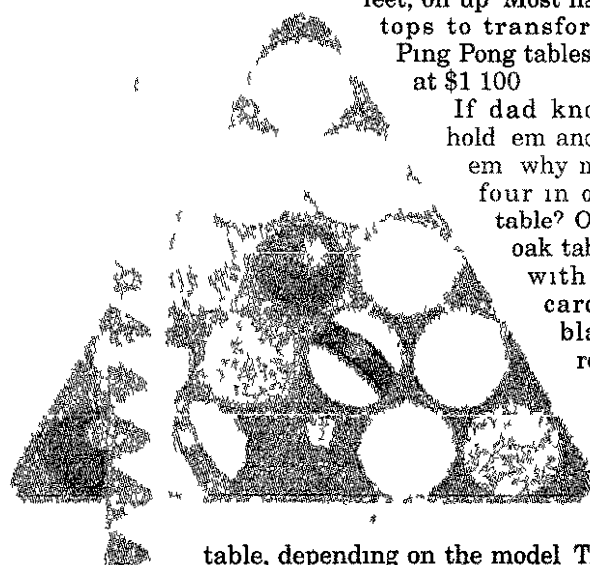 feet, on up Most ha
tops to transfor
Ping Pong tables
at $1 100
If dad kno
hold em and
em why n
four in o
table? O
oak tab
with
card
bla
re
table, depending on the model T